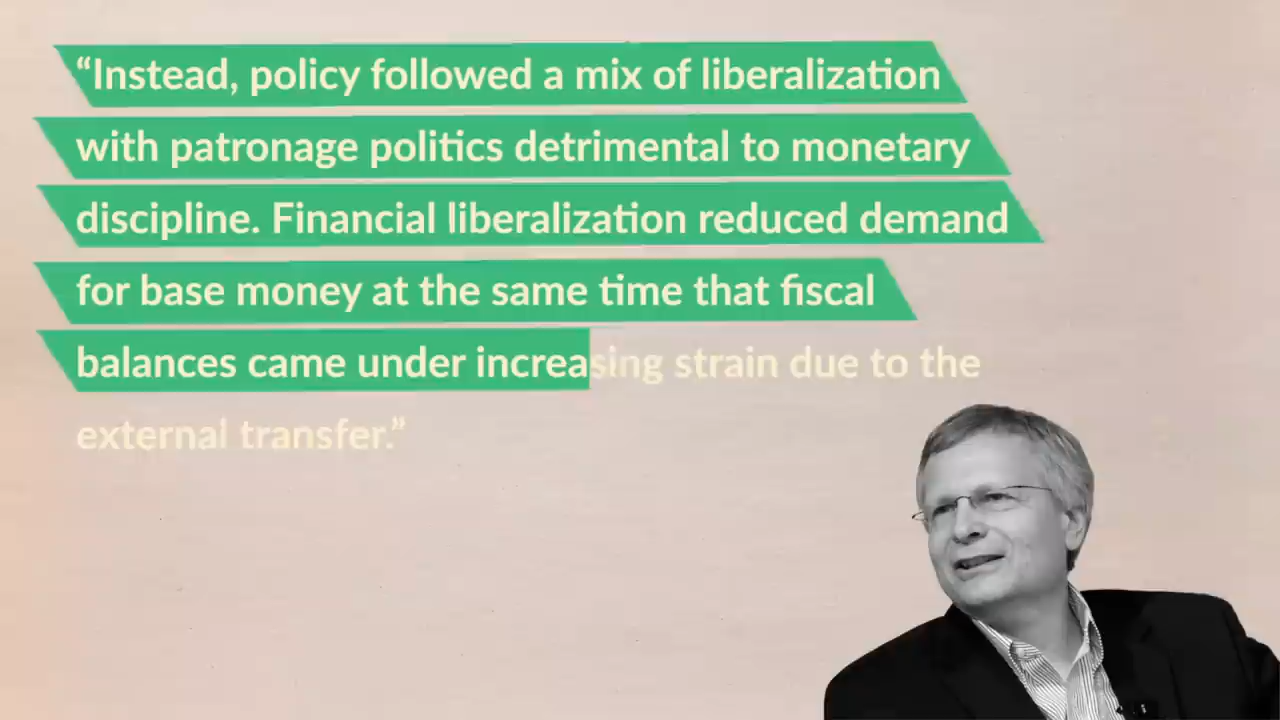 “Instead, policy followed a mix of liberalization
with patronage politics detrimental to monetary
discipline. Financial liberalization reduced demand
for base money at the same time that fiscal
balances came under increasing strain due to the
external transfer.”